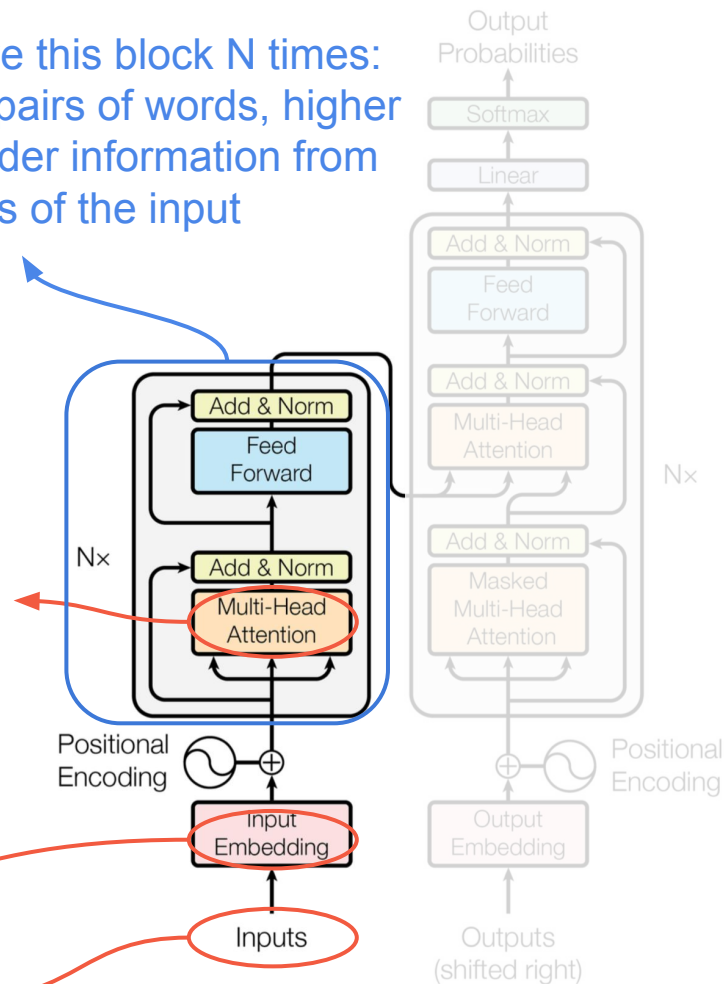 e this block N times:
pairs of words, higher
der information from
s of the input
Output
Probabilities
Softmax
Linear
Add & Norm
Feed
Forward
Add & Norm
Multi-Head
Attention
Nx
Add & Norm
Masked
Multi-Head
Attention
Positional
Encoding
Output
Embedding
Outputs
(shifted right)
Add & Norm
Feed
Forward
Nx
Add & Norm
Multi-Head
Attention
Positional
Encoding
Input
Embedding
Inputs